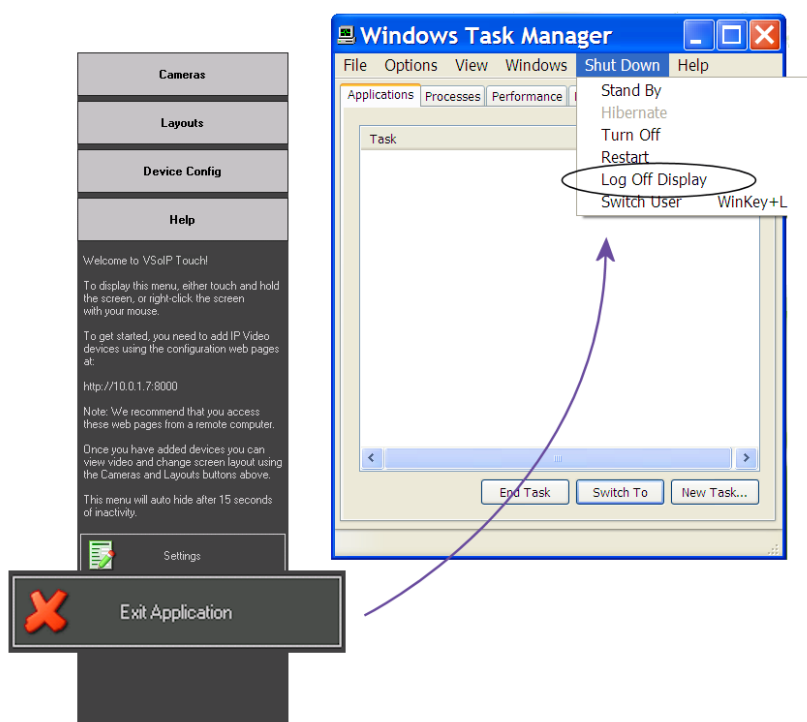 Cameras
Layouts
Device Config
Help
Welcome to VSoIP Touch!
To display this menu, either touch and hold
the screen, or right-click the screen
with your mouse.
To get started, you need to add IP Video
devices using the configuration web pages
at:
http://10.0.1.7:8000
Note: We recommend that you access
these web pages from a remote computer.
Once you have added devices you can
view video and change screen layout using
the Cameras and Layouts buttons above.
This menu will auto hide after 15 seconds
of inactivity.
Settings
Exit Application
Windows Task Manager
File Options View Windows Shut Down Help
Applications Processes Performance
Task
Stand By
Hibernate
Turn Off
Restart
Log Off Display
Switch User WinKey+L
End Task Switch To New Task...